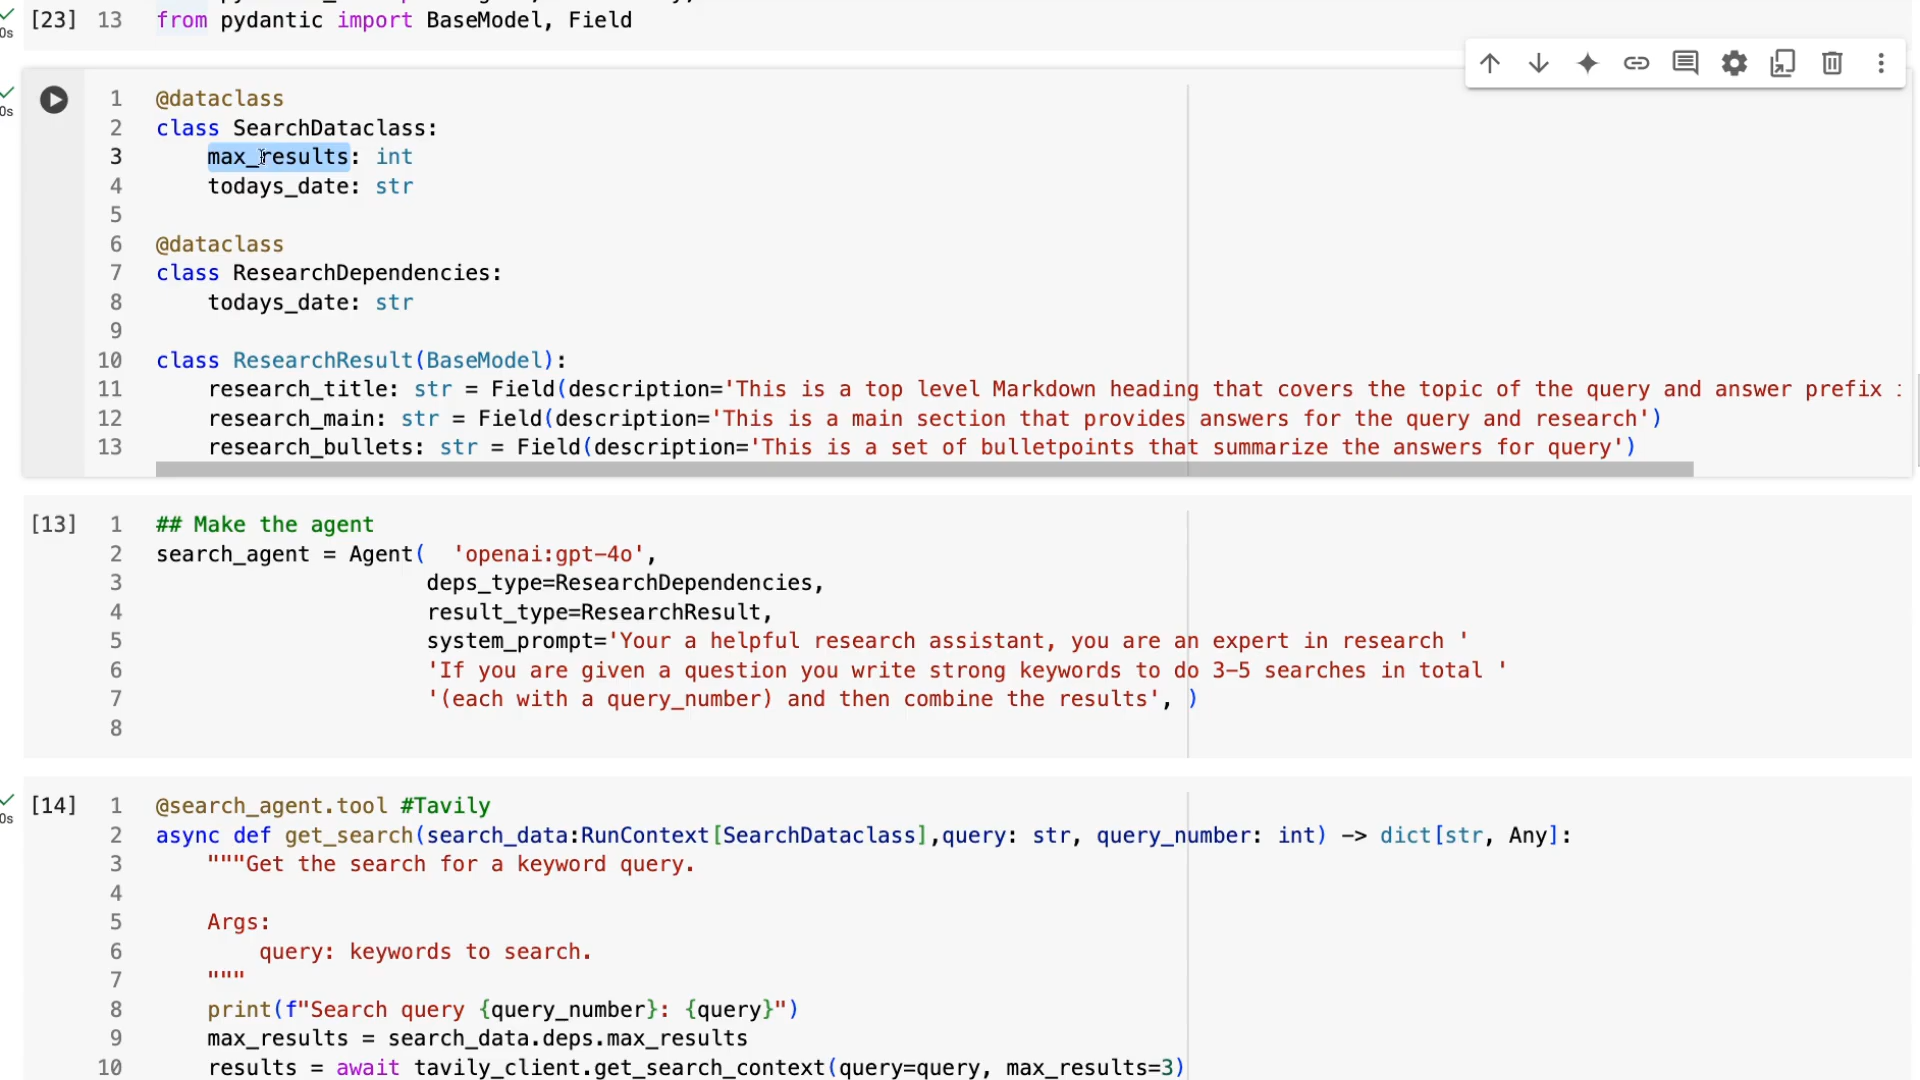 [23] 13 from pydantic import BaseModel, Field
0s
0s
1 @dataclass
2 class SearchDataclass:
3 max_results: int
4 todays_date: str
5
6 @dataclass
7 class ResearchDependencies:
8 todays_date: str
9
10 class ResearchResult(BaseModel):
11 research_title: str = Field(description='This is a top level Markdown heading that covers the topic of the query and answer prefix
12 research_main: str = Field(description='This is a main section that provides answers for the query and research')
13 research_bullets: str = Field(description='This is a set of bulletpoints that summarize the answers for query')
[13] 1 ## Make the agent
2 search_agent = Agent( 'openai:gpt-4o',
3 deps_type=ResearchDependencies,
4 result_type=ResearchResult,
5 system_prompt='Your a helpful research assistant, you are an expert in research '
6 'If you are given a question you write strong keywords to do 3-5 searches in total '
7 '(each with a query_number) and then combine the results', )
8
[14] 1 @search_agent.tool #Tavily
0s
2 async def get_search(search_data:RunContext[SearchDataclass],query: str, query_number: int) -> dict[str, Any]:
3 """Get the search for a keyword query.
4
5 Args:
6 query: keywords to search.
7 """
8 print(f"Search query {query_number}: {query}")
9 max_results = search_data.deps.max_results
10 results = await tavily_client.get_search_context(query=query, max_results=3)